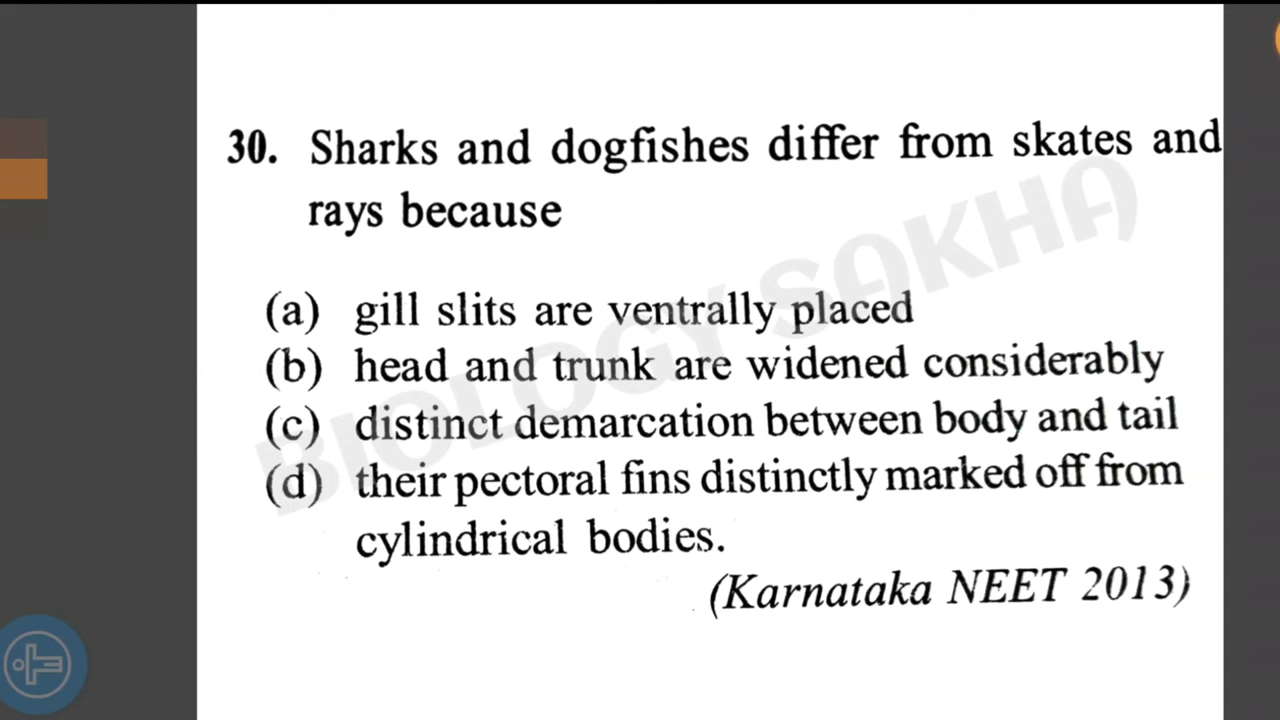 30. Sharks and dogfishes differ from skates and
rays because
(a) gill slits are ventrally placed
(b) head and trunk are widened considerably
(c) distinct demarcation between body and tail
(d) their pectoral fins distinctly marked off from
cylindrical bodies.
(Karnataka NEET 2013)
BIOLOGY SAKHA